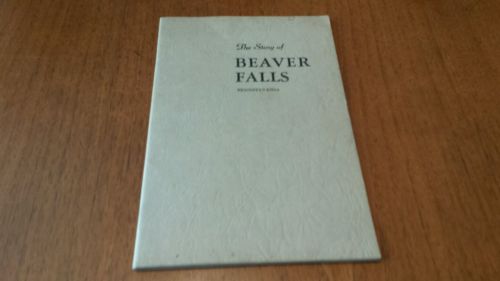 The Story of
BEAVER
FALLS
PENNSYLVANIA